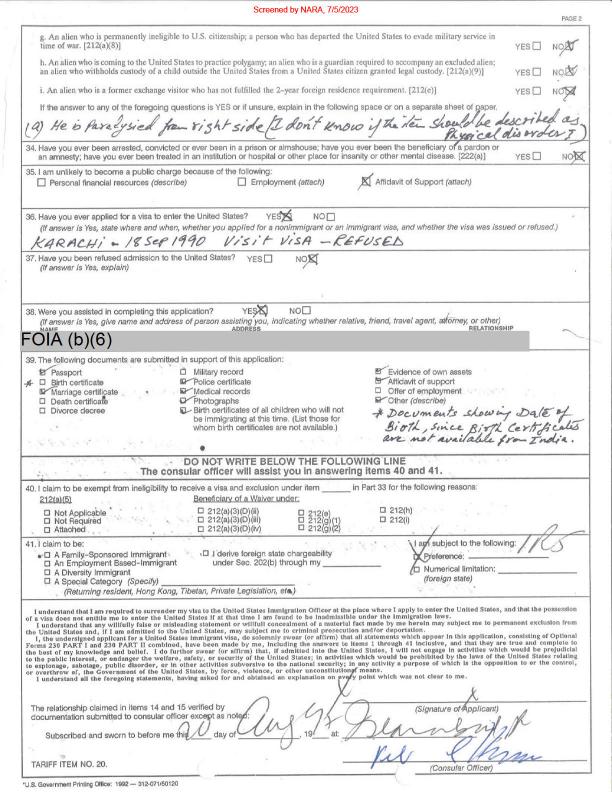 Screened by NARA, 7/5/2023
PAGE 2
g. An alien who is permanently ineligible to U.S. citizenship; a person who has departed the United States to evade military service in
time of war. [212(a)(8)] YES☐ NO☒
h. An alien who is coming to the United States to practice polygamy; an alien who is a guardian required to accompany an excluded alien;
an alien who withholds custody of a child outside the United States from a United States citizen granted legal custody. [212(a)(9)] YES☐ NO☒
i. An alien who is a former exchange visitor who has not fulfilled the 2-year foreign residence requirement. [212(e)] YES☐ NO☒
If the answer to any of the foregoing questions is YES or if unsure, explain in the following space or on a separate sheet of paper.
(a) He is Paralysied from right side (I don't know if the item should be described as
Physical disorder)
34. Have you ever been arrested, convicted or ever been in a prison or almshouse; have you ever been the beneficiary of a pardon or
an amnesty; have you ever been treated in an institution or hospital or other place for insanity or other mental disease. [222(a)] YES☐ NO☒
35. I am unlikely to become a public charge because of the following:
☐ Personal financial resources (describe) ☐ Employment (attach) ☒ Affidavit of Support (attach)
36. Have you ever applied for a visa to enter the United States? YES☒ NO☐
(If answer is Yes, state where and when, whether you applied for a nonimmigrant or an immigrant visa, and whether the visa was issued or refused).
KARACHI - 18 SEP 1990 VISIT VISA - REFUSED
37. Have you been refused admission to the United States? YES☐ NO☒
(If answer is Yes, explain)
38. Were you assisted in completing this application? YES☒ NO☐
(If answer is Yes, give name and address of person assisting you, indicating whether relative, friend, travel agent, attorney, or other)
NAME ADDRESS RELATIONSHIP
FOIA (b)(6)
39. The following documents are submitted in support of this application:
☒ Passport ☐ Military record ☒ Evidence of own assets
* ☐ Birth certificate ☒ Police certificate ☒ Affidavit of support
☒ Marriage certificate ☒ Medical records ☐ Offer of employment
☐ Death certificate ☒ Photographs ☒ Other (describe)
☐ Divorce decree ☒ Birth certificates of all children who will
not be immigrating at this time. (List those for
whom birth certificates are not available.)
* Documents showing Date of
Birth, since Birth Certificates
are not available from India.
DO NOT WRITE BELOW THE FOLLOWING LINE
The consular officer will assist you in answering items 40 and 41.
40. I claim to be exempt from ineligibility to receive a visa and exclusion under item ______ in Part 33 for the following reasons:
212(a)(5) Beneficiary of a Waiver under:
☐ Not Applicable ☐ 212(a)(3)(D)(ii) ☐ 212(e) ☐ 212(h)
☐ Not Required ☐ 212(a)(3)(D)(iii) ☐ 212(g)(1) ☐ 212(i)
☐ Attached ☐ 212(a)(3)(D)(iv) ☐ 212(g)(2)
41. I claim to be: I am subject to the following: IR5
☐ A Family-Sponsored Immigrant ☐ I derive foreign state chargeability ☐ Preference:
☐ An Employment Based-Immigrant under Sec. 202(b) through my ______ ☐ Numerical limitation:
☐ A Diversity Immigrant (foreign state)
☐ A Special Category (Specify)
(Returning resident, Hong Kong, Tibetan, Private Legislation, etc.)
I understand that I am required to surrender my visa to the United States Immigration Officer at the place where I apply to enter the United States, and that the possession
of a visa does not entitle me to enter the United States if at that time I am found to be inadmissible under the immigration laws.
I understand that any willfully false or misleading statement or willful concealment of a material fact made by me herein may subject me to permanent exclusion from
the United States and, if I am admitted to the United States, may subject me to criminal prosecution and/or deportation.
I, the undersigned applicant for a United States immigrant visa, do solemnly swear (or affirm) that all statements which appear in this application, consisting of Optional
Forms 230 PART I and 230 PART II combined, have been made by me, including the answers to items 1 through 41 inclusive, and that they are true and complete to
the best of my knowledge and belief. I do further swear (or affirm) that, if admitted into the United States, I will not engage in activities which would be prejudicial
to the public interest, or endanger the welfare, safety, or security of the United States; in activities which would be prohibited by the laws of the United States relating
to espionage, sabotage, public disorder, or in other activities subversive to the national security; in any activity a purpose of which is the opposition to or the control,
or overthrow of, the Government of the United States, by force, violence, or other unconstitutional means.
I understand all the foregoing statements, having asked for and obtained an explanation on every point which was not clear to me.
X
(Signature of Applicant)
The relationship claimed in items 14 and 15 verified by
documentation submitted to consular officer except as noted:
Subscribed and sworn before me this 20 day of Aug, 1995 at:
(Consular Officer)
TARIFF ITEM NO. 20.
*U.S. Government Printing Office: 1992 — 312-071/50120